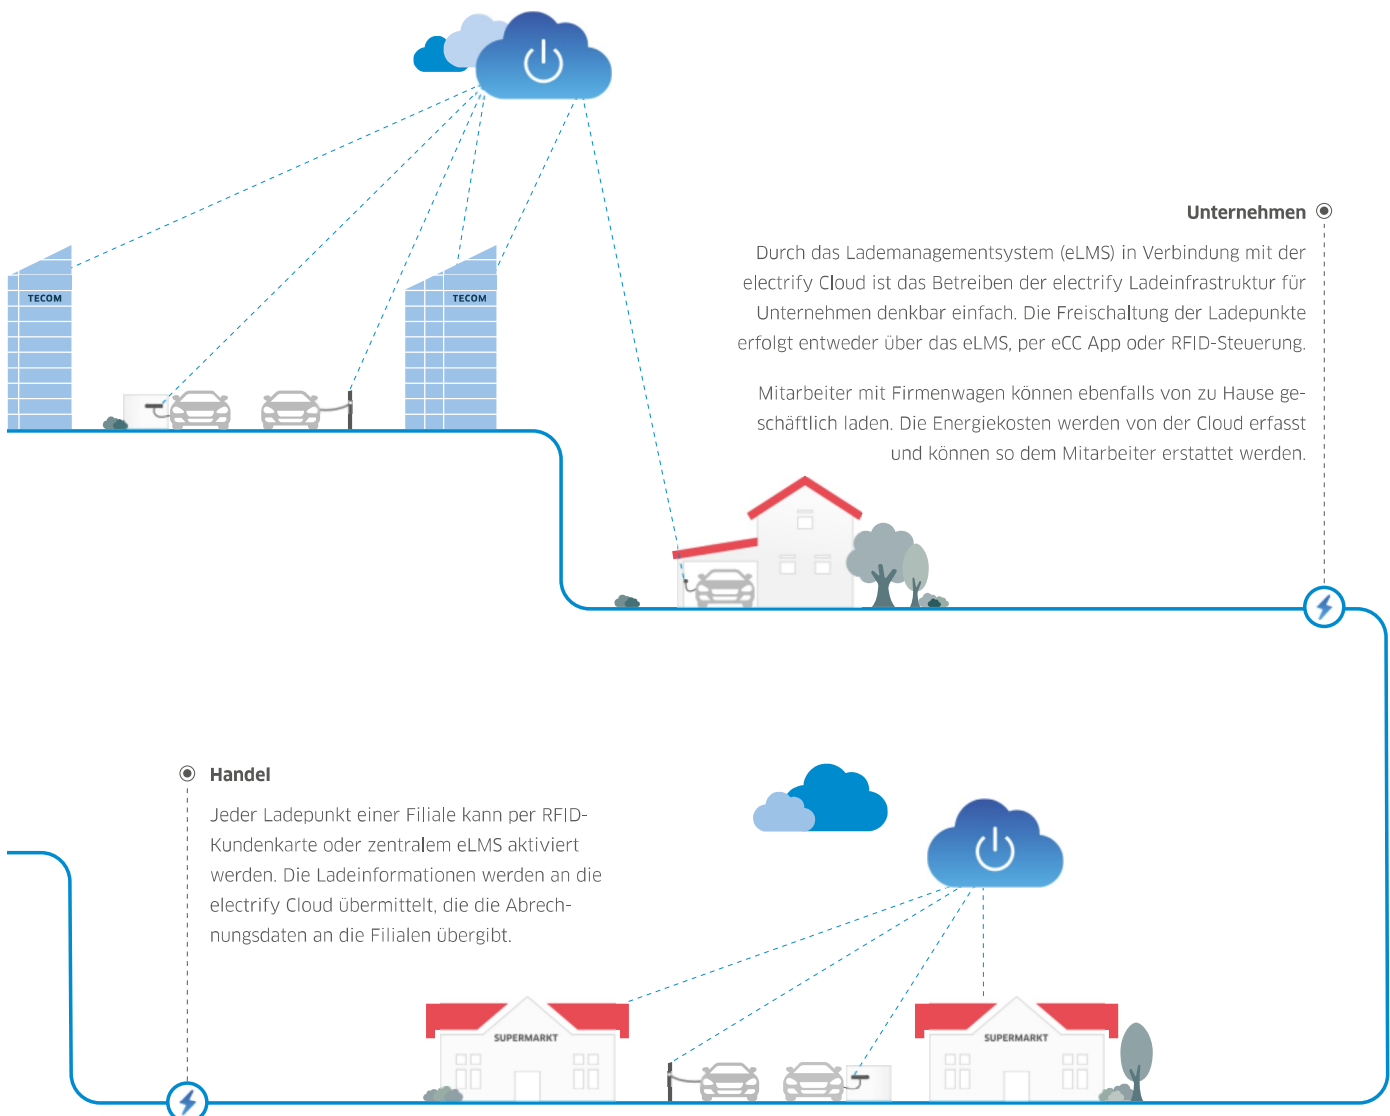 Unternehmen
Durch das Lademanagementsystem (eLMS) in Verbindung mit der
electrify Cloud ist das Betreiben der electrify Ladeinfrastruktur für
Unternehmen denkbar einfach. Die Freischaltung der Ladepunkte
erfolgt entweder über das eLMS, per eCC App oder RFID-Steuerung.
Mitarbeiter mit Firmenwagen können ebenfalls von zu Hause ge-
schäftlich laden. Die Energiekosten werden von der Cloud erfasst
und können so dem Mitarbeiter erstattet werden.
TECOM
TECOM
Handel
Jeder Ladepunkt einer Filiale kann per RFID-
Kundenkarte oder zentralem eLMS aktiviert
werden. Die Ladeinformationen werden an die
electrify Cloud übermittelt, die die Abrech-
nungsdaten an die Filialen übergibt.
SUPERMARKT
SUPERMARKT